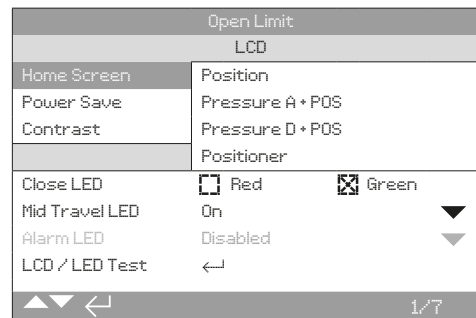 Open Limit
LCD
Home Screen Position
Power Save Pressure A + POS
Contrast Pressure D + POS
Positioner
Close LED Red Green
Mid Travel LED On
Alarm LED Disabled
LCD / LED Test
1/7